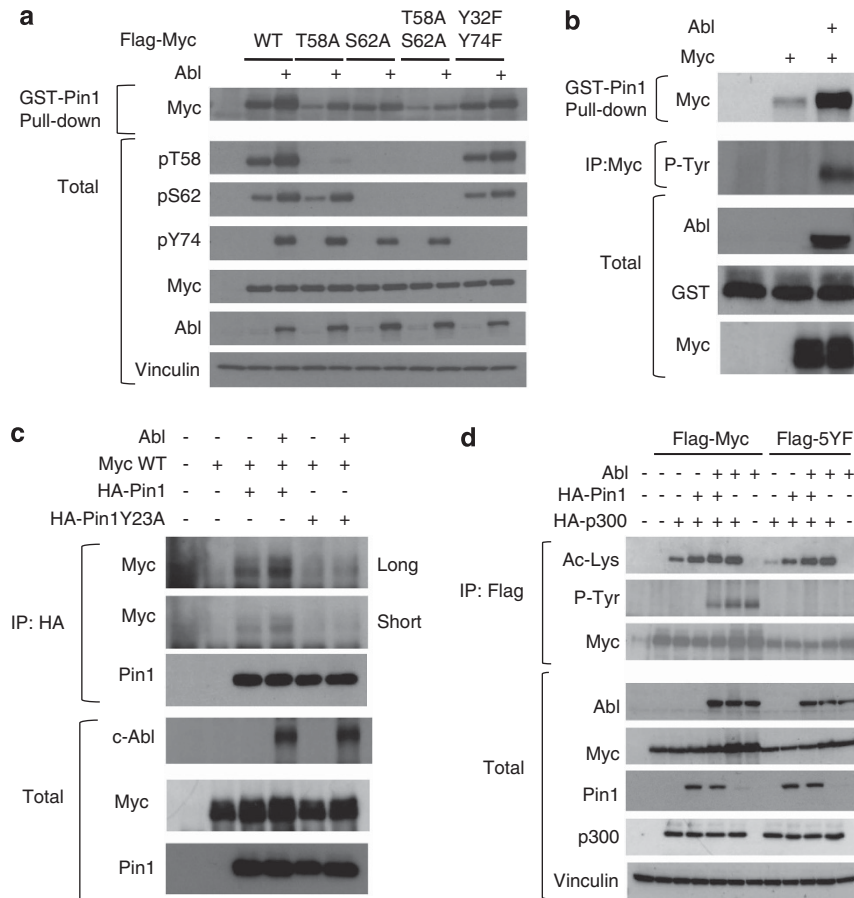 a
T58A Y32F
Flag-Myc WT T58A S62A S62A Y74F
Abl + + + + +
GST-Pin1
Pull-down
Myc
Total
pT58
pS62
pY74
Myc
Abl
Vinculin
b
Abl +
Myc + +
GST-Pin1
Pull-down
Myc
IP:Myc P-Tyr
Total
Abl
GST
Myc
c
Abl - - - + - +
Myc WT - + + + + +
HA-Pin1 - - + + - -
HA-Pin1Y23A - - - - + +
IP: HA
Myc Long
Myc Short
Pin1
Total
c-Abl
Myc
Pin1
d
Flag-Myc Flag-5YF
Abl - - - - + + + - - + + +
HA-Pin1 - - - + + - - - + + - -
HA-p300 - - + + + + - + + + + -
IP: Flag
Ac-Lys
P-Tyr
Myc
Total
Abl
Myc
Pin1
p300
Vinculin